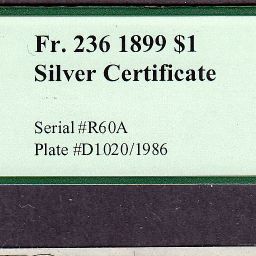 Fr. 236 1899 $1
Silver Certificate
Serial #R60A
Plate #D1020/1986